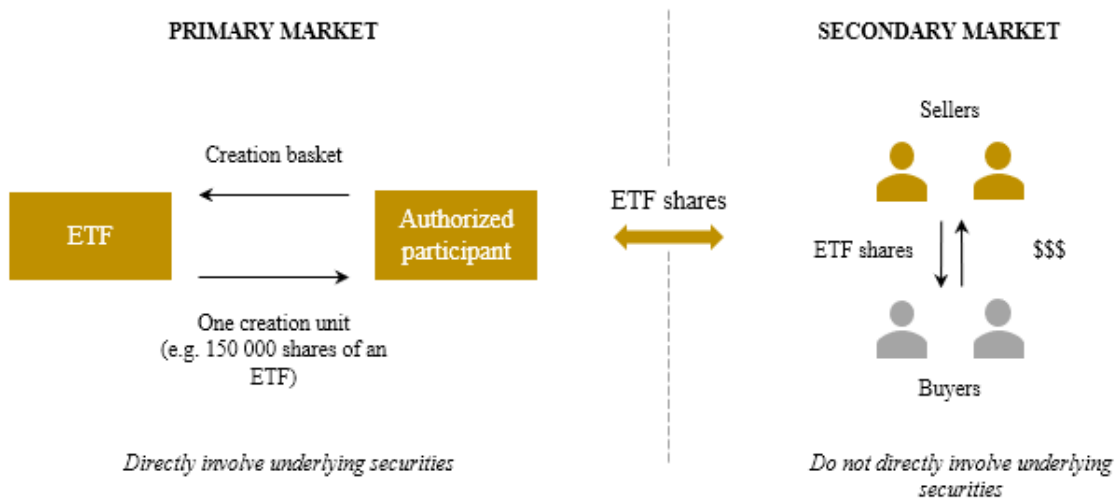 PRIMARY MARKET
SECONDARY MARKET
Sellers
Creation basket
ETF
Authorized
participant
ETF shares
ETF shares
$$$
One creation unit
(e.g. 150 000 shares of an
ETF)
Buyers
Directly involve underlying securities
Do not directly involve underlying
securities